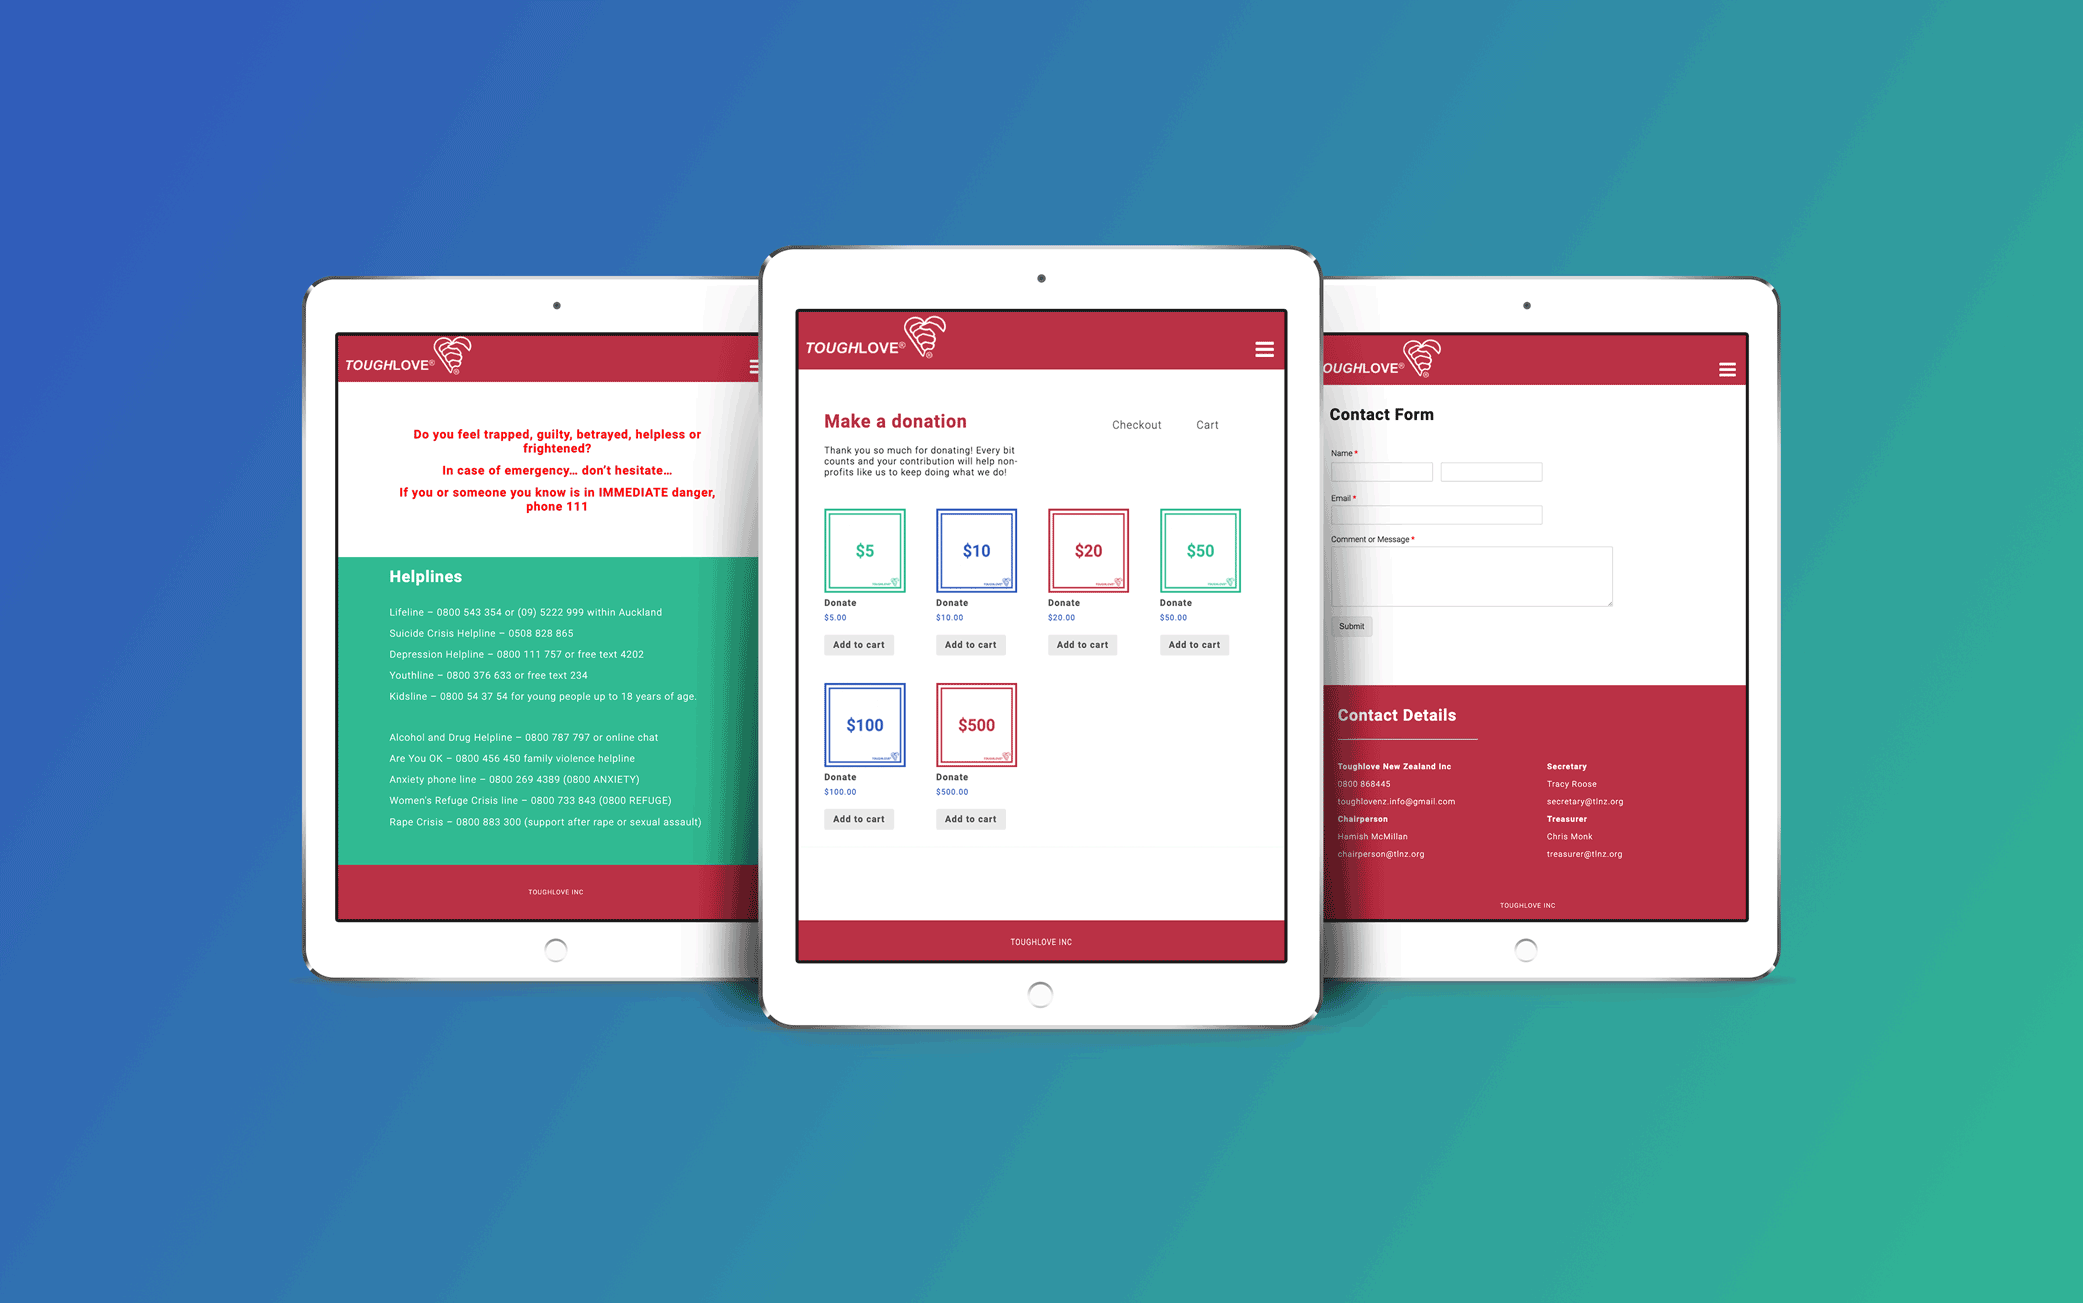 TOUGHLOVE®
Do you feel trapped, guilty, betrayed, helpless or
frightened?
In case of emergency... don't hesitate...
If you or someone you know is in IMMEDIATE danger,
phone 111
Helplines
Lifeline – 0800 543 354 or (09) 5222 999 within Auckland
Suicide Crisis Helpline – 0508 828 865
Depression Helpline – 0800 111 757 or free text 4202
Youthline – 0800 376 633 or free text 234
Kidsline – 0800 54 37 54 for young people up to 18 years of age.
Alcohol and Drug Helpline – 0800 787 797 or online chat
Are You OK – 0800 456 450 family violence helpline
Anxiety phone line – 0800 269 4389 (0800 ANXIETY)
Women's Refuge Crisis line – 0800 733 843 (0800 REFUGE)
Rape Crisis – 0800 883 300 (support after rape or sexual assault)
TOUGHLOVE INC
TOUGHLOVE®
Make a donation
Checkout Cart
Thank you so much for donating! Every bit
counts and your contribution will help non-
profits like us to keep doing what we do!
$5 $10 $20 $50
Donate Donate Donate Donate
$5.00 $10.00 $20.00 $50.00
Add to cart Add to cart Add to cart Add to cart
$100 $500
Donate Donate
$100.00 $500.00
Add to cart Add to cart
TOUGHLOVE INC
OUGHLOVE®
Contact Form
Name *
Email *
Comment or Message *
Submit
Contact Details
Toughlove New Zealand Inc
0800 868445
toughlovenz.info@gmail.com
Chairperson
Hamish McMillan
chairperson@tlnz.org
Secretary
Tracy Roose
secretary@tlnz.org
Treasurer
Chris Monk
treasurer@tlnz.org
TOUGHLOVE INC